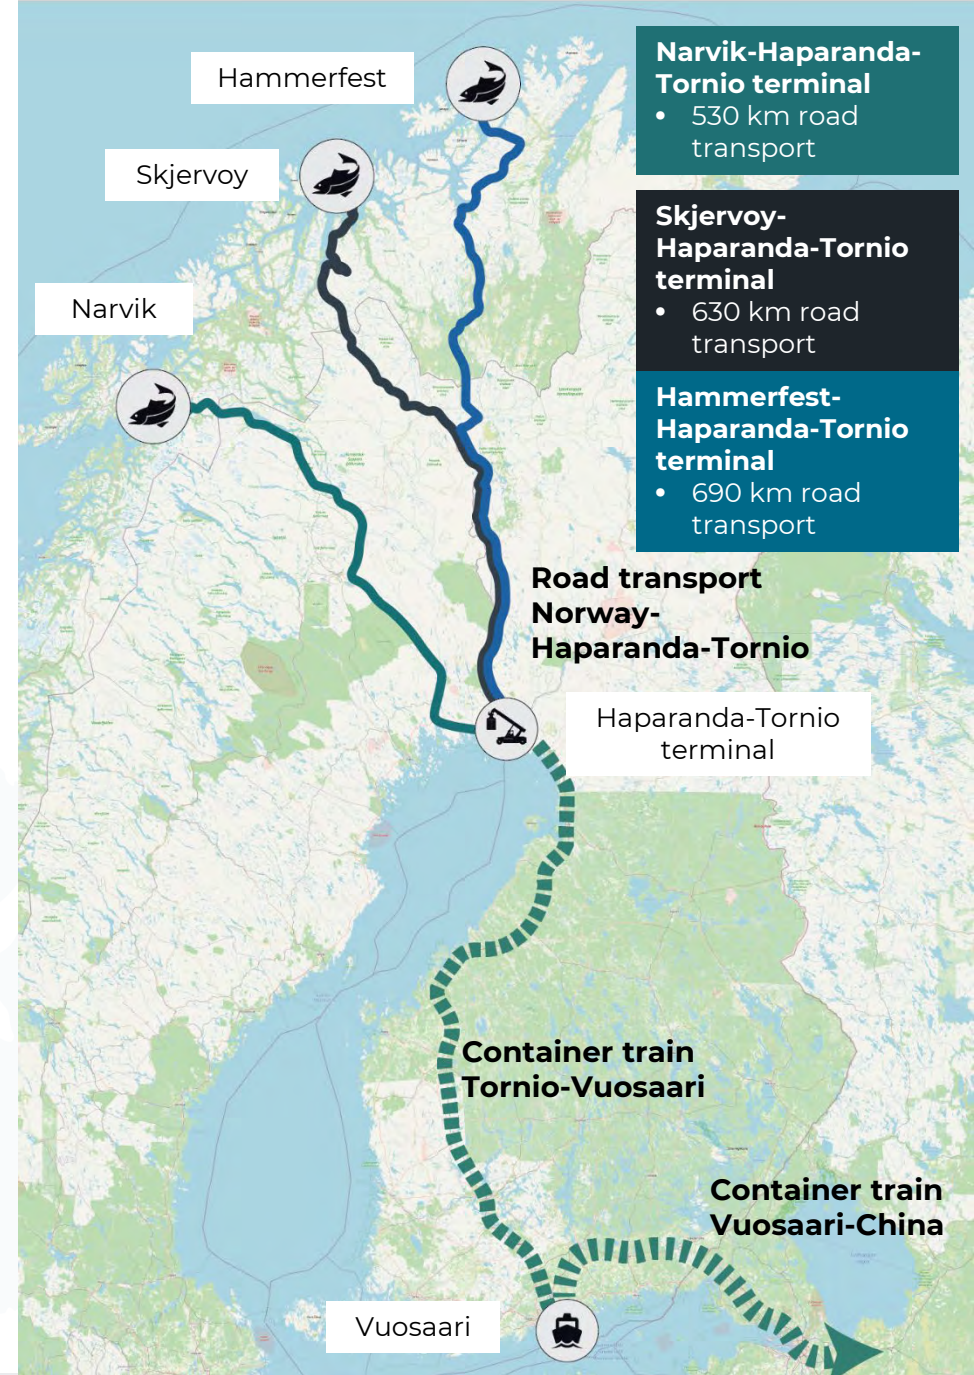 Hammerfest
Skjervoy
Narvik
Narvik-Haparanda-
Tornio terminal
• 530 km road
transport
Skjervoy-
Haparanda-Tornio
terminal
• 630 km road
transport
Hammerfest-
Haparanda-Tornio
terminal
• 690 km road
transport
Road transport
Norway-
Haparanda-Tornio
Haparanda-Tornio
terminal
Container train
Tornio-Vuosaari
Container train
Vuosaari-China
Vuosaari